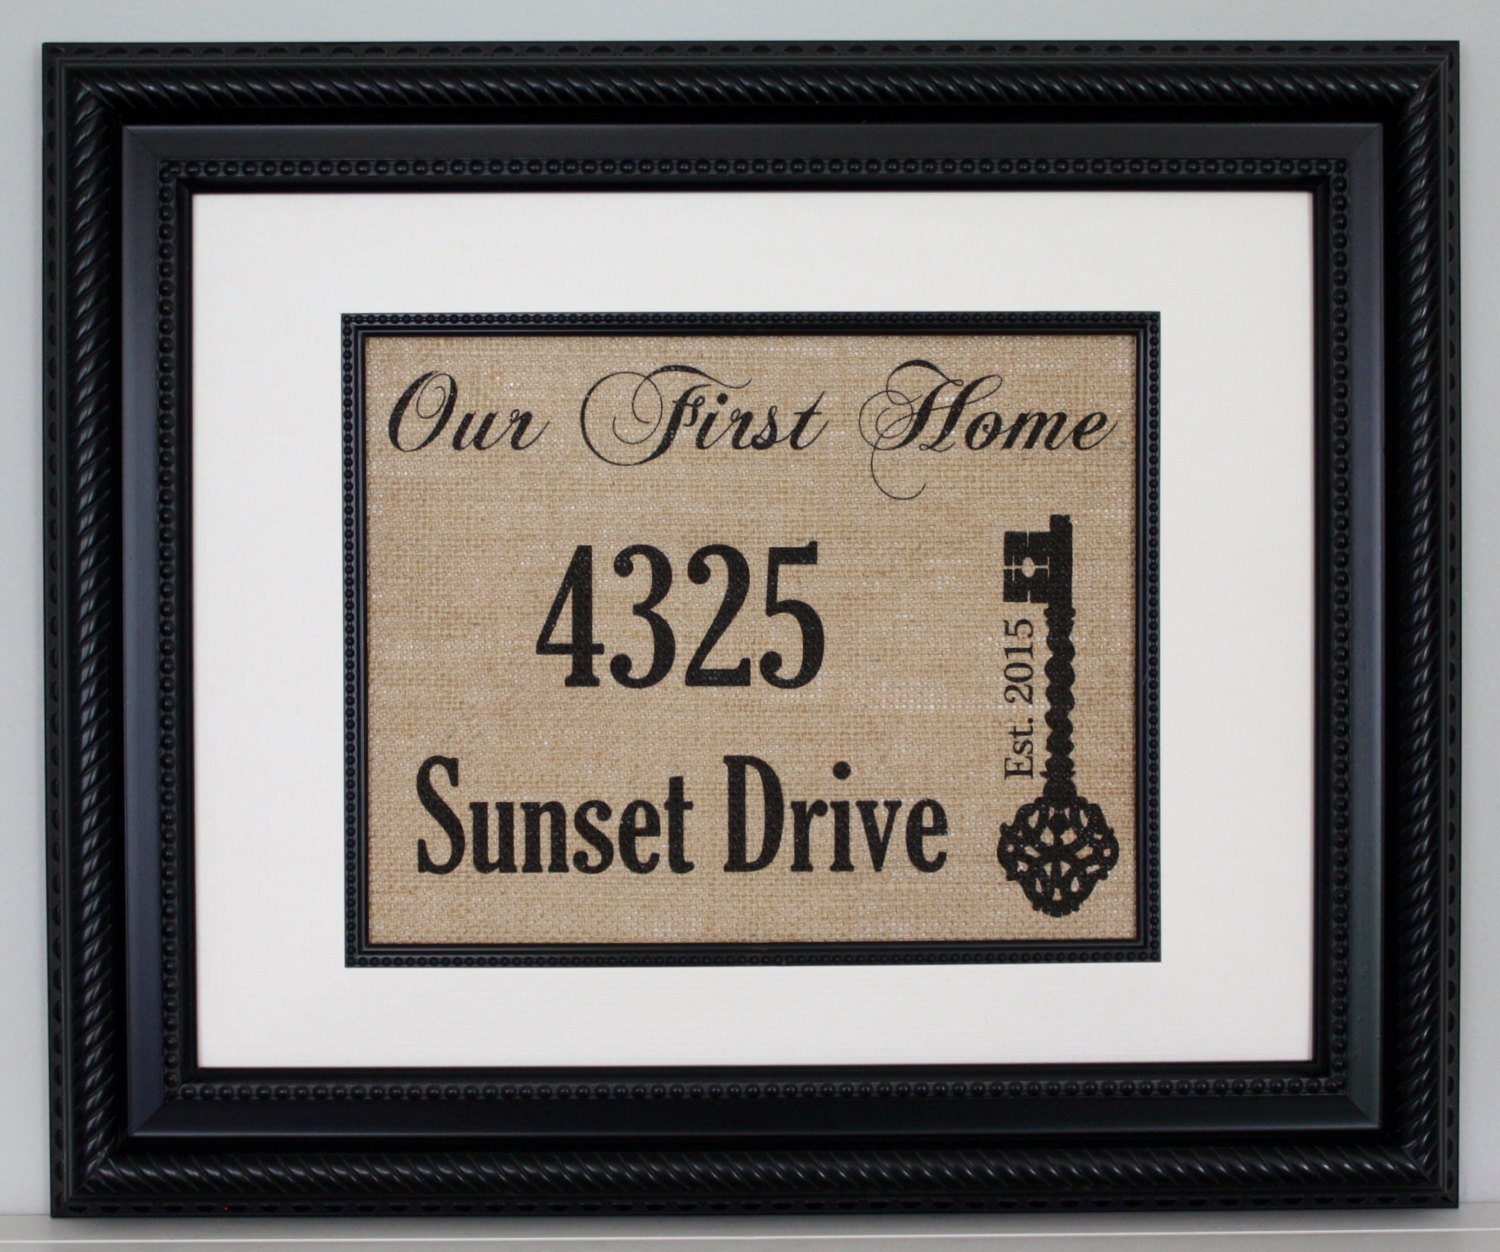 Our First Home
4325
Sunset Drive
Est. 2015